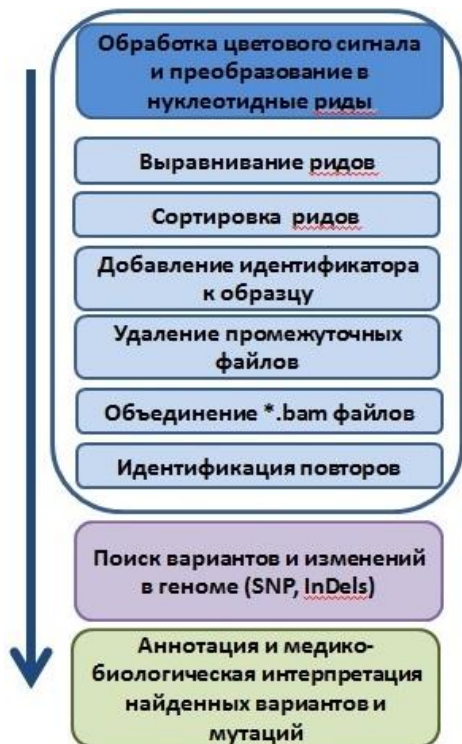 Обработка цветового сигнала
и преобразование в
нуклеотидные риды
Выравнивание ридов
Сортировка ридов
Добавление идентификатора
к образцу
Удаление промежуточных
файлов
Объединение *.bam файлов
Идентификация повторов
Поиск вариантов и изменений
в геноме (SNP, InDels)
Аннотация и медико-
биологическая интерпретация
найденных вариантов и
мутаций